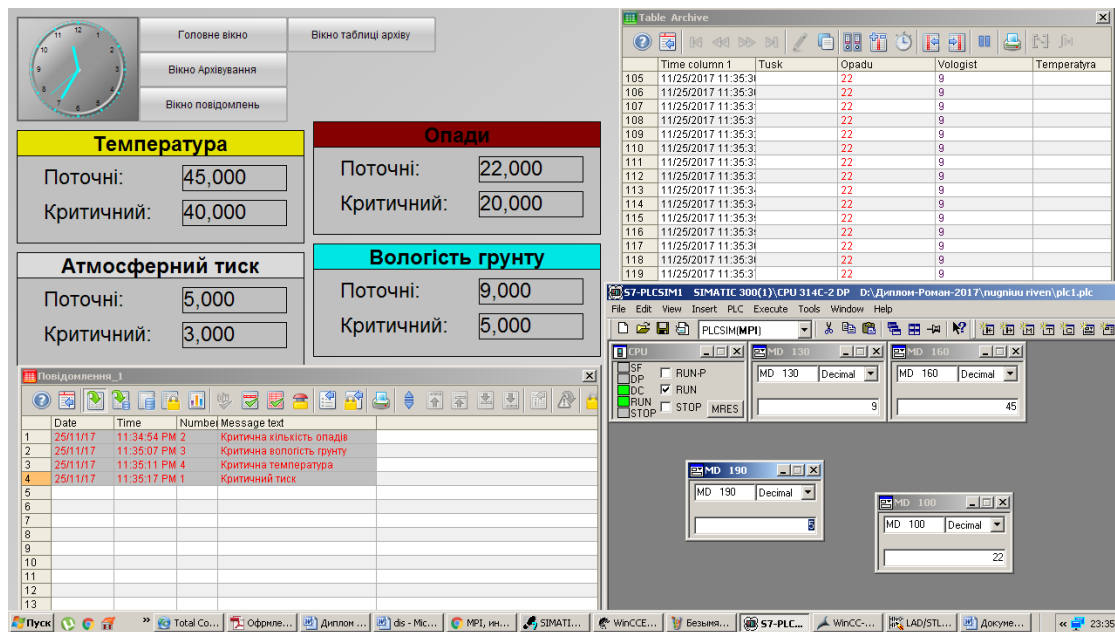 Головне вікно
Вікно таблиці архіву
Вікно Архівування
Вікно повідомлень
12
11
1
10
2
9
3
8
4
7
6
5
Температура
Поточні: 45,000
Критичний: 40,000
Опади
Поточні: 22,000
Критичний: 20,000
Атмосферний тиск
Поточні: 5,000
Критичний: 3,000
Вологість грунту
Поточні: 9,000
Критичний: 5,000
Повідомлення_1
Date Time Number Message text
1 25/11/17 11:34:54 PM 2 Критична кількість опадів
2 25/11/17 11:35:07 PM 3 Критична вологість грунту
3 25/11/17 11:35:11 PM 4 Критична температура
4 25/11/17 11:35:17 PM 1 Критичний тиск
5
6
7
8
9
10
11
12
13
Table Archive
Time column 1 Tusk Opadu Vologist Temperatyra
105 11/25/2017 11:35:3 22 9
106 11/25/2017 11:35:3 22 9
107 11/25/2017 11:35:3 22 9
108 11/25/2017 11:35:3 22 9
109 11/25/2017 11:35:3 22 9
110 11/25/2017 11:35:3 22 9
111 11/25/2017 11:35:3 22 9
112 11/25/2017 11:35:3 22 9
113 11/25/2017 11:35:3 22 9
114 11/25/2017 11:35:3 22 9
115 11/25/2017 11:35:3 22 9
116 11/25/2017 11:35:3 22 9
117 11/25/2017 11:35:3 22 9
118 11/25/2017 11:35:3 22 9
119 11/25/2017 11:35:3 22 9
S7-PLCSIM1 SIMATIC 300(1)\CPU 314C-2 DP D:\Диплом-Роман-2017\nugniuu riven\plc1.plc
File Edit View Insert PLC Execute Tools Window Help
PLCSIM(MPI)
CPU
SF
DP
DC
RUN
STOP
RUN-P
RUN
STOP MRES
MD 130
MD 130 Decimal
9
MD 160
MD 160 Decimal
45
MD 190
MD 190 Decimal
5
MD 100
MD 100 Decimal
22
Пуск » Total Co... Оформле... Диплом ... dis - Mic... MPI, ин... SIMATI... WinCCE... Безымя... S7-PLC... WinCC-... LAD/STL... Докуме... « 23:35